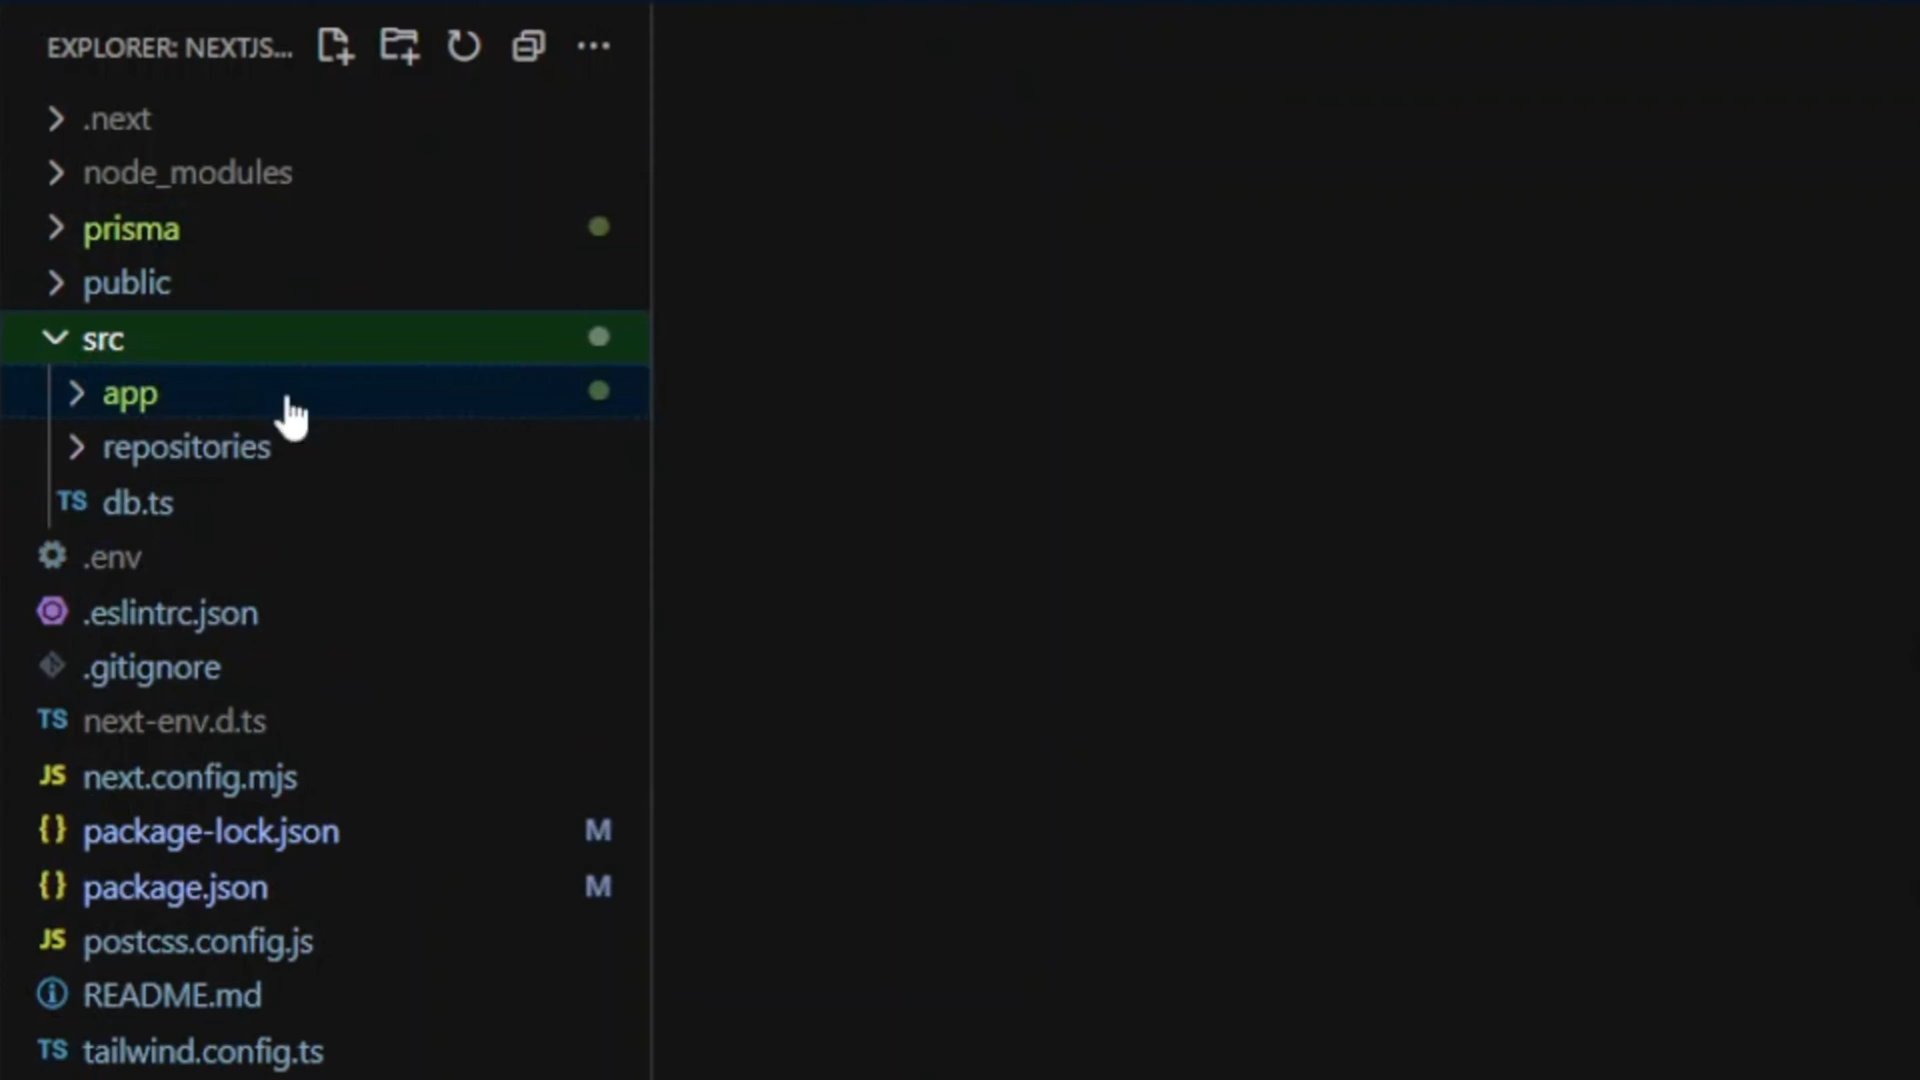 EXPLORER: NEXTJS...
.next
node_modules
prisma
public
src
app
repositories
TS db.ts
.env
.eslintrc.json
.gitignore
TS next-env.d.ts
JS next.config.mjs
{} package-lock.json M
{} package.json M
JS postcss.config.js
README.md
TS tailwind.config.ts